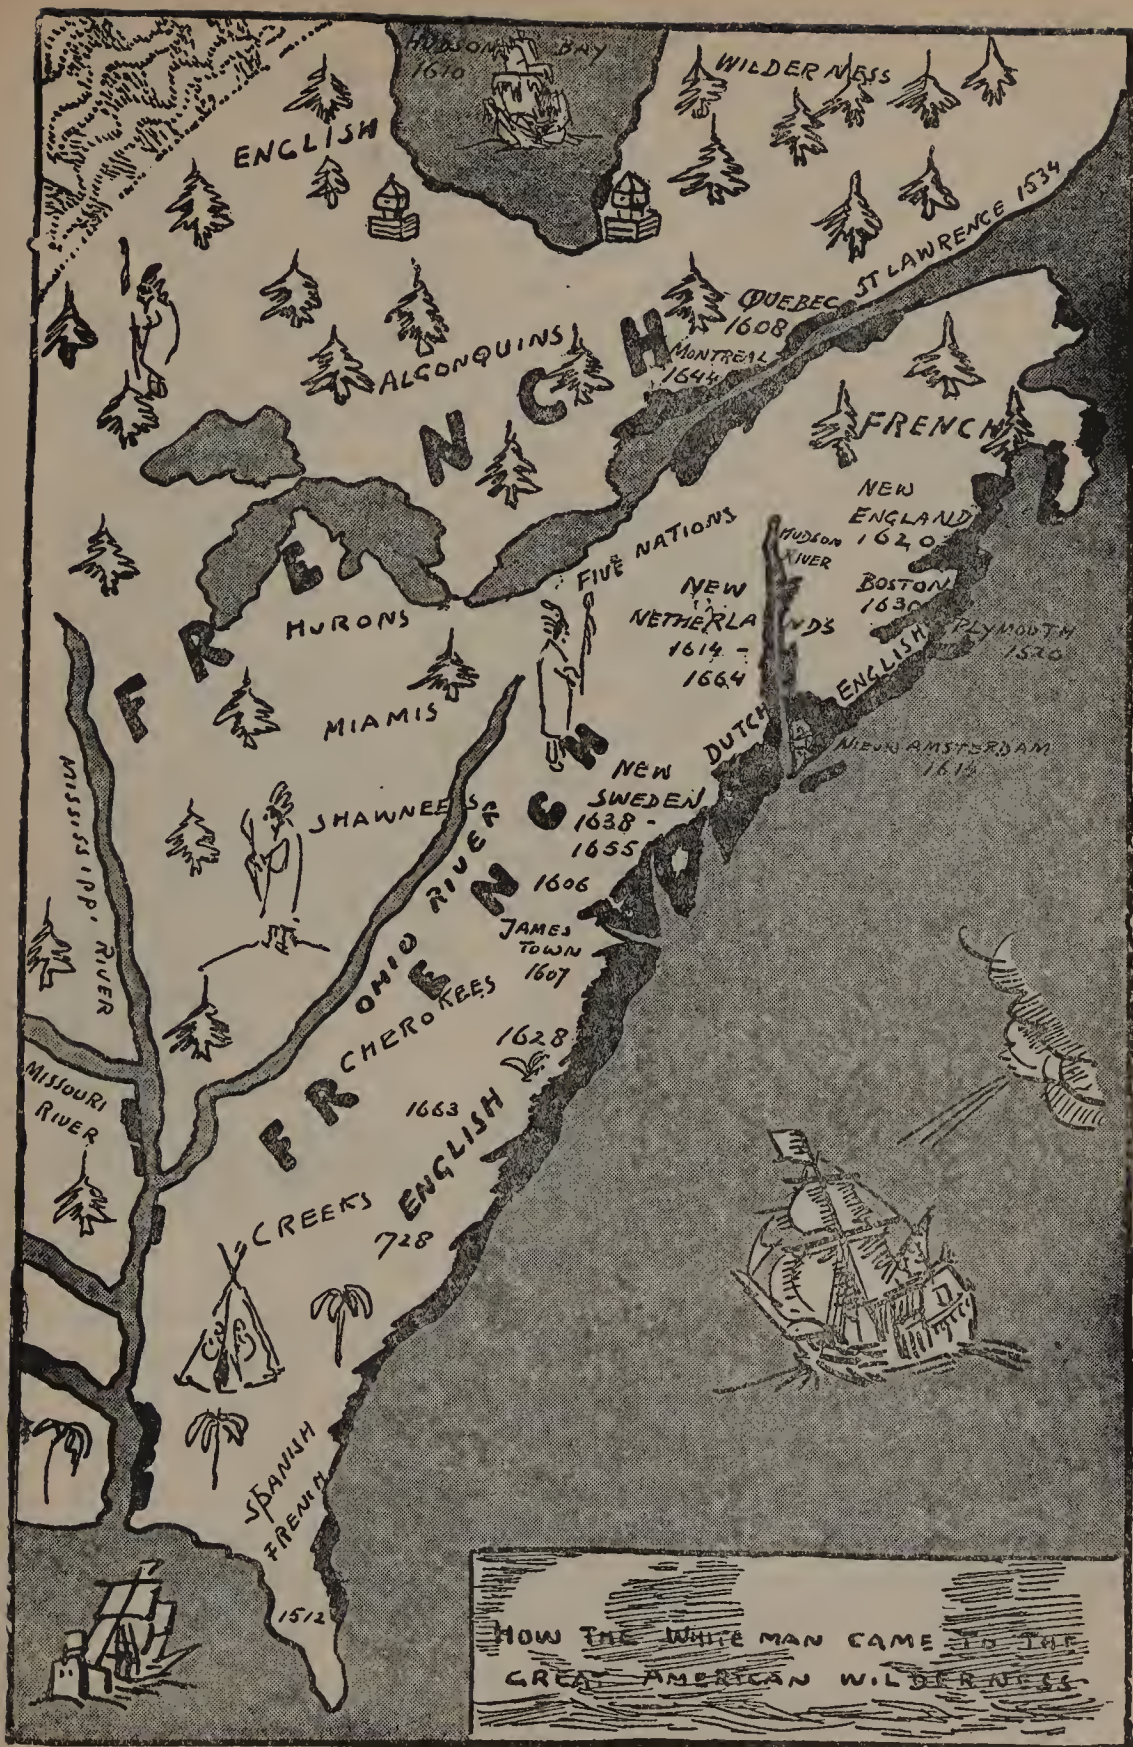 HUDSON BAY
1610
WILDERNESS
ENGLISH
ST LAWRENCE 1534
QUEBEC
1608
MONTREAL
1644
ALGONQUINS
FRENCH
FRENCH
NEW
ENGLAND
1620
HUDSON
RIVER
FIVE NATIONS
BOSTON
1630
NEW
NETHERLANDS
1614 -
1664
PLYMOUTH
1520
ENGLISH
HURONS
MIAMIS
DUTCH
NIEUW AMSTERDAM
NEW
SWEDEN
1638 -
1655
SHAWNEES
MISSISSIPPI RIVER
OHIO RIVER
FRENCH
1606
JAMES
TOWN
1607
CHEROKEES
1628
MISSOURI
RIVER
1663
ENGLISH
CREEKS
1728
SPANISH
FRENCH
1512
HOW THE WHITE MAN CAME TO THE
GREAT AMERICAN WILDERNESS